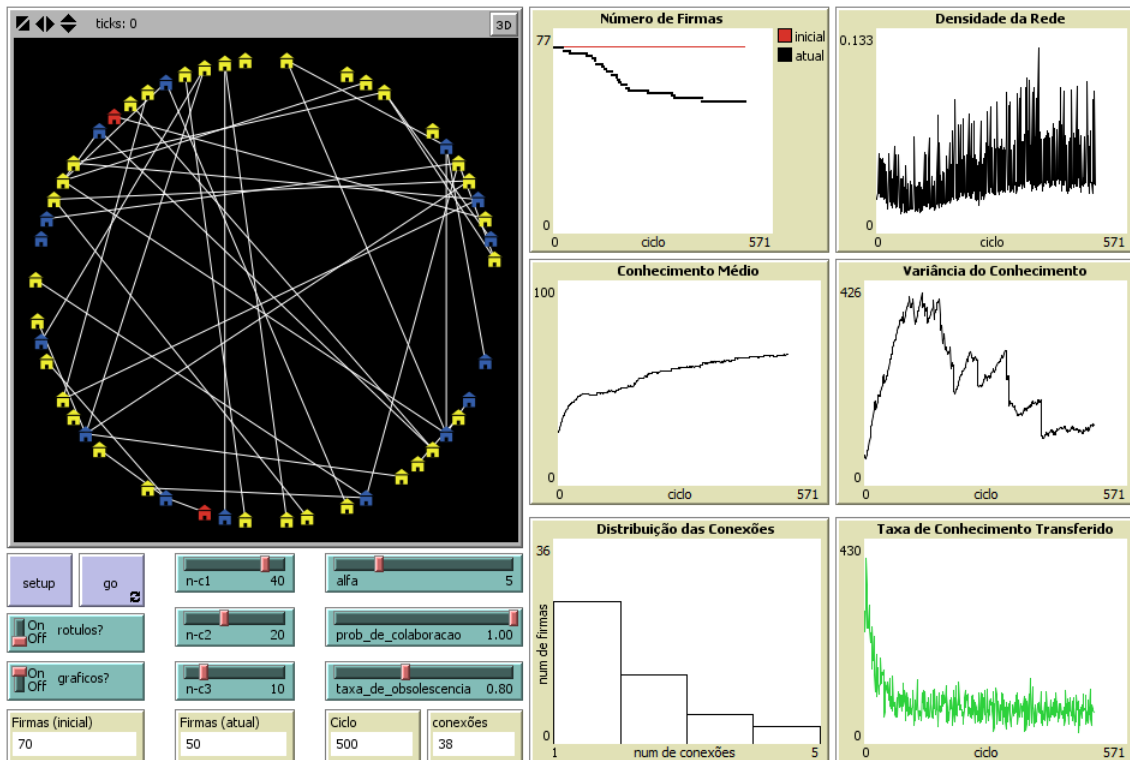 ticks: 0
3D
setup
go
On
Off
rotulos?
On
Off
graficos?
n-c1 40
n-c2 20
n-c3 10
alfa 5
prob_de_colaboracao 1.00
taxa_de_obsolescencia 0.80
Firmas (inicial)
70
Firmas (atual)
50
Ciclo
500
conexões
38
Número de Firmas
77
0
0 ciclo 571
inicial
atual
Densidade da Rede
0.133
0
0 ciclo 571
Conhecimento Médio
100
0
0 ciclo 571
Variância do Conhecimento
426
0
0 ciclo 571
Distribuição das Conexões
36
num de firmas
0
1 num de conexões 5
Taxa de Conhecimento Transferido
430
0
0 ciclo 571